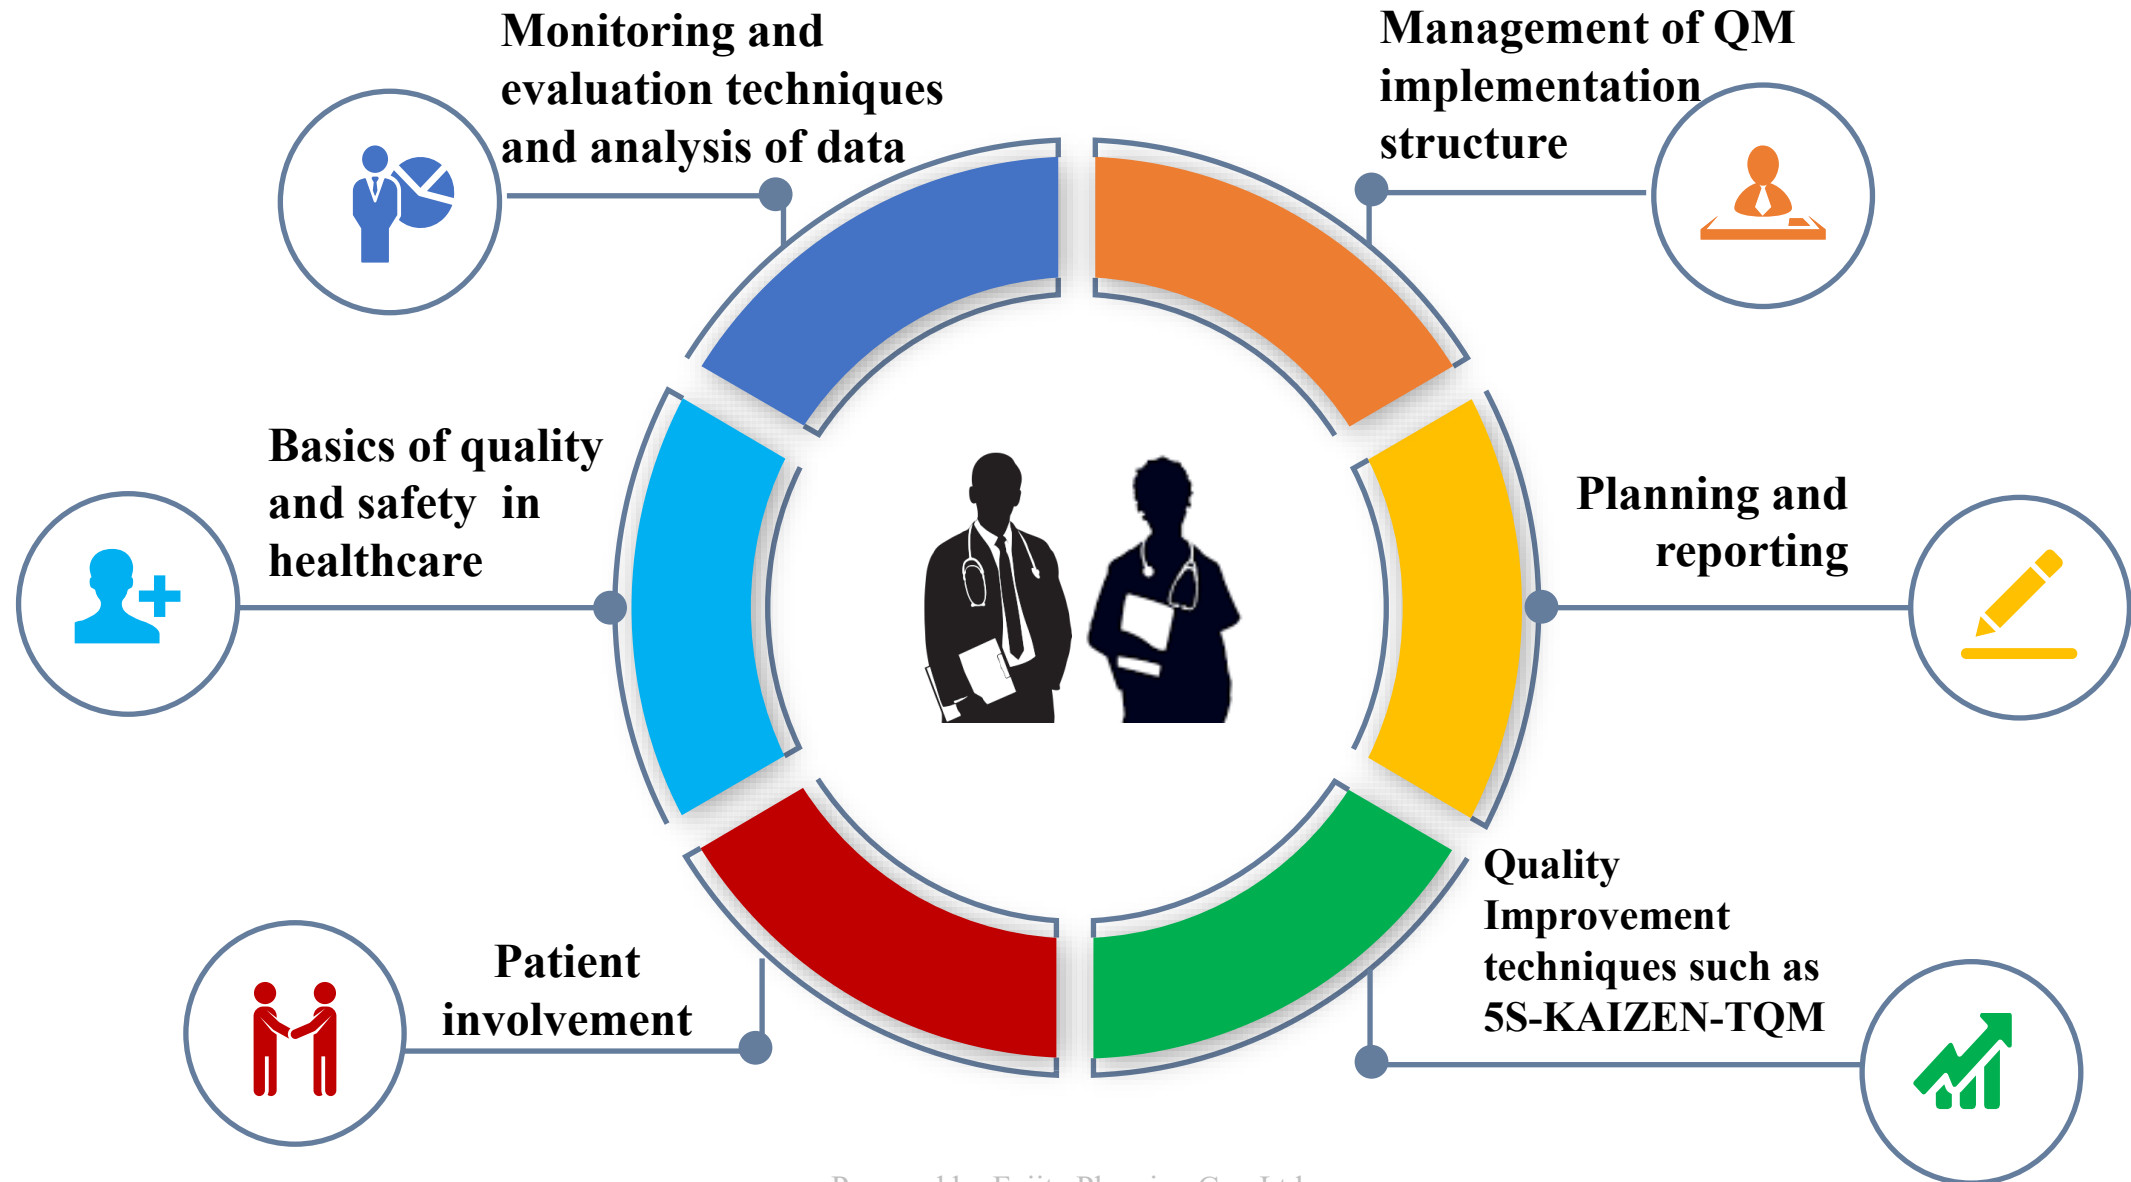 Monitoring and
evaluation techniques
and analysis of data
Management of QM
implementation
structure
Basics of quality
and safety in
healthcare
Planning and
reporting
Patient
involvement
Quality
Improvement
techniques such as
5S-KAIZEN-TQM